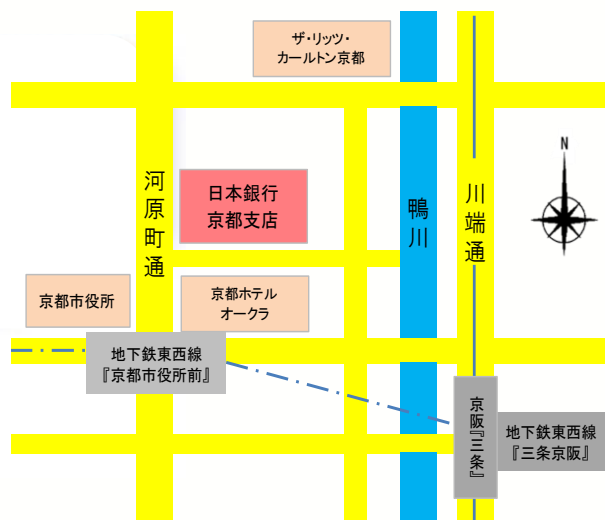 ザ・リッツ・
カールトン京都
N
河原町通
日本銀行
京都支店
鴨川
川端通
京都市役所
京都ホテル
オークラ
地下鉄東西線
『京都市役所前』
京阪『三条』
地下鉄東西線
『三条京阪』